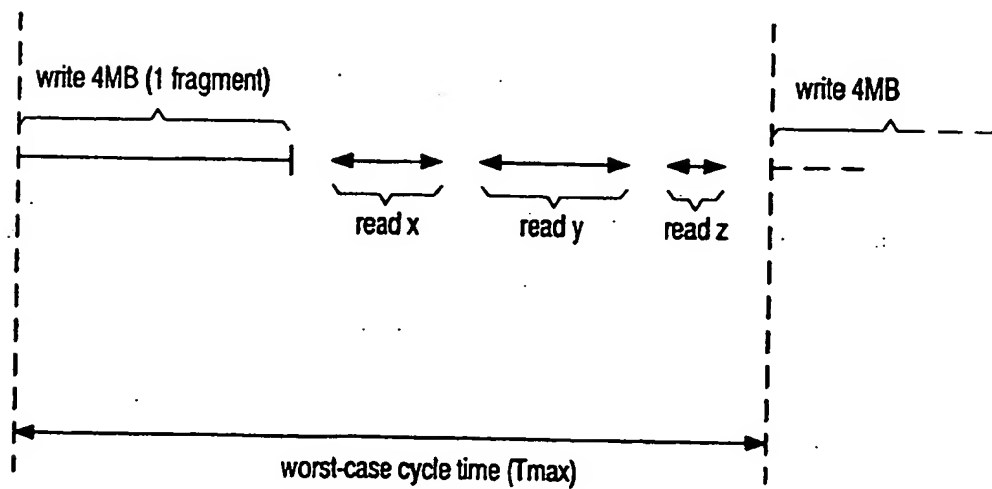 write 4MB (1 fragment)
write 4MB
read x
read y
read z
worst-case cycle time (Tmax)